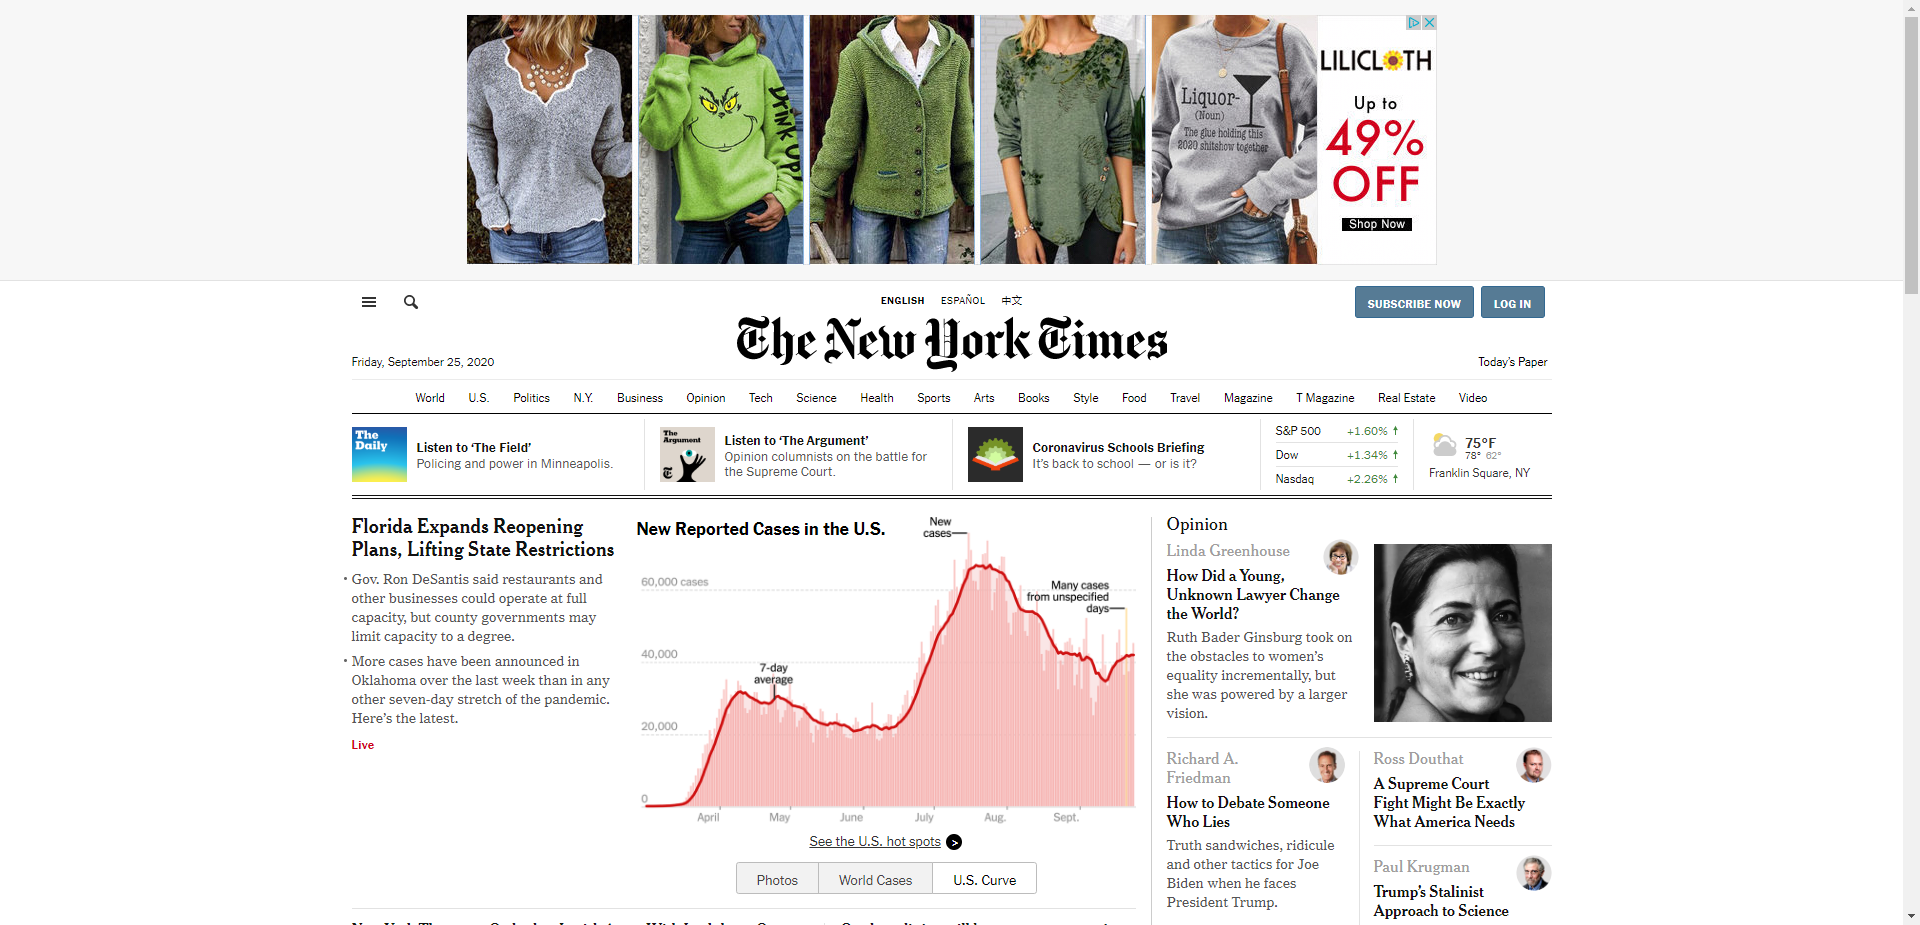 Drink Up!
Liquor-
(Noun)
The glue holding this
2020 shitshow together
LILICLOTH
Up to
49%
OFF
Shop Now
ENGLISH ESPAÑOL 中文
SUBSCRIBE NOW LOG IN
The New York Times
Friday, September 25, 2020
Today's Paper
World U.S. Politics N.Y. Business Opinion Tech Science Health Sports Arts Books Style Food Travel Magazine T Magazine Real Estate Video
The
Daily
Listen to ‘The Field’
Policing and power in Minneapolis.
The
Argument
Listen to ‘The Argument’
Opinion columnists on the battle for
the Supreme Court.
Coronavirus Schools Briefing
It’s back to school — or is it?
S&P 500 +1.60% ↑
Dow +1.34% ↑
Nasdaq +2.26% ↑
75°F
78° 62°
Franklin Square, NY
Florida Expands Reopening
Plans, Lifting State Restrictions
• Gov. Ron DeSantis said restaurants and
other businesses could operate at full
capacity, but county governments may
limit capacity to a degree.
• More cases have been announced in
Oklahoma over the last week than in any
other seven-day stretch of the pandemic.
Here’s the latest.
Live
New Reported Cases in the U.S.
New
cases
60,000 cases
Many cases
from unspecified
days
40,000
7-day
average
20,000
0
April May June July Aug. Sept.
See the U.S. hot spots
Photos World Cases U.S. Curve
Opinion
Linda Greenhouse
How Did a Young,
Unknown Lawyer Change
the World?
Ruth Bader Ginsburg took on
the obstacles to women’s
equality incrementally, but
she was powered by a larger
vision.
Richard A.
Friedman
How to Debate Someone
Who Lies
Truth sandwiches, ridicule
and other tactics for Joe
Biden when he faces
President Trump.
Ross Douthat
A Supreme Court
Fight Might Be Exactly
What America Needs
Paul Krugman
Trump’s Stalinist
Approach to Science